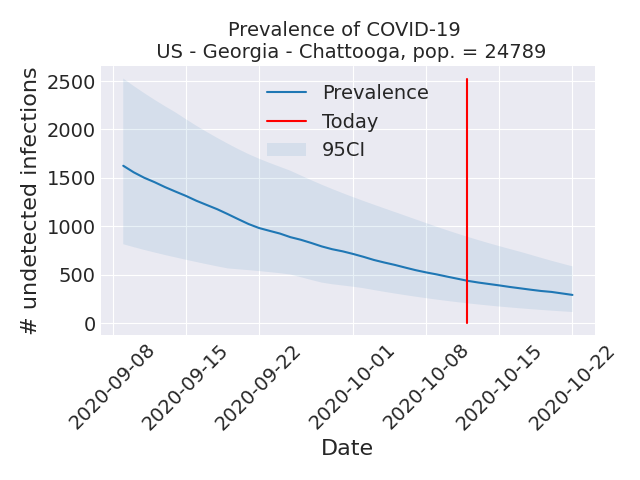 Prevalence of COVID-19
US - Georgia - Chattooga, pop. = 24789
# undetected infections
2500
2000
1500
1000
500
0
Prevalence
Today
95CI
2020-09-08
2020-09-15
2020-09-22
2020-10-01
2020-10-08
2020-10-15
2020-10-22
Date